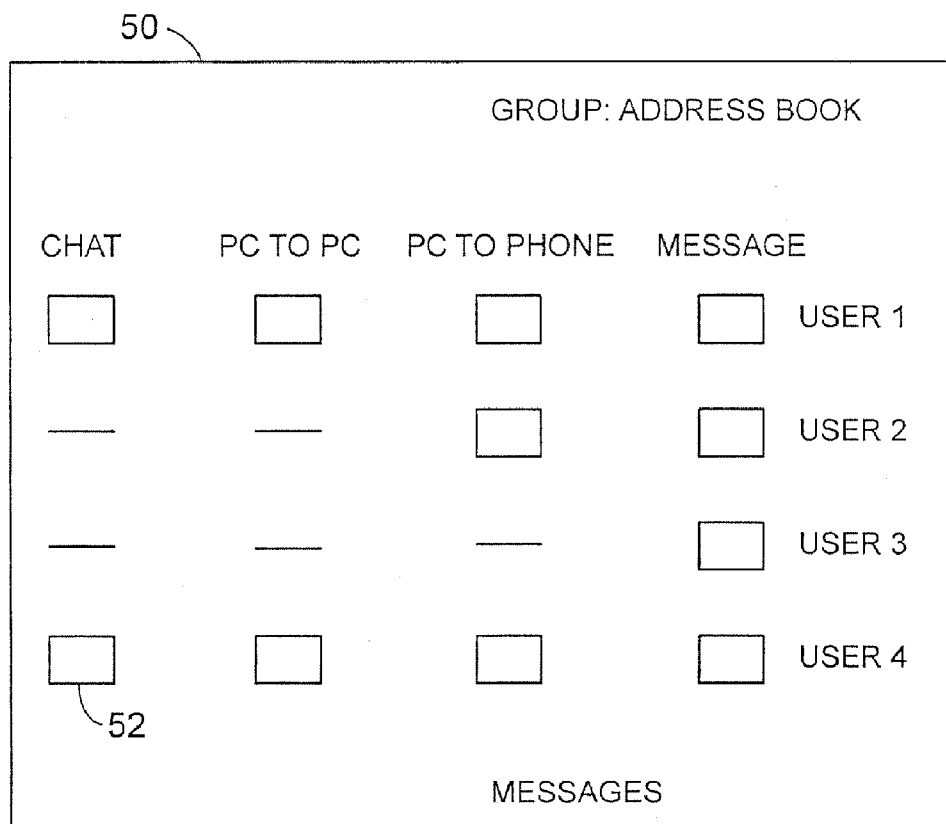 50
GROUP: ADDRESS BOOK
CHAT PC TO PC PC TO PHONE MESSAGE
USER 1
USER 2
USER 3
USER 4
52
MESSAGES